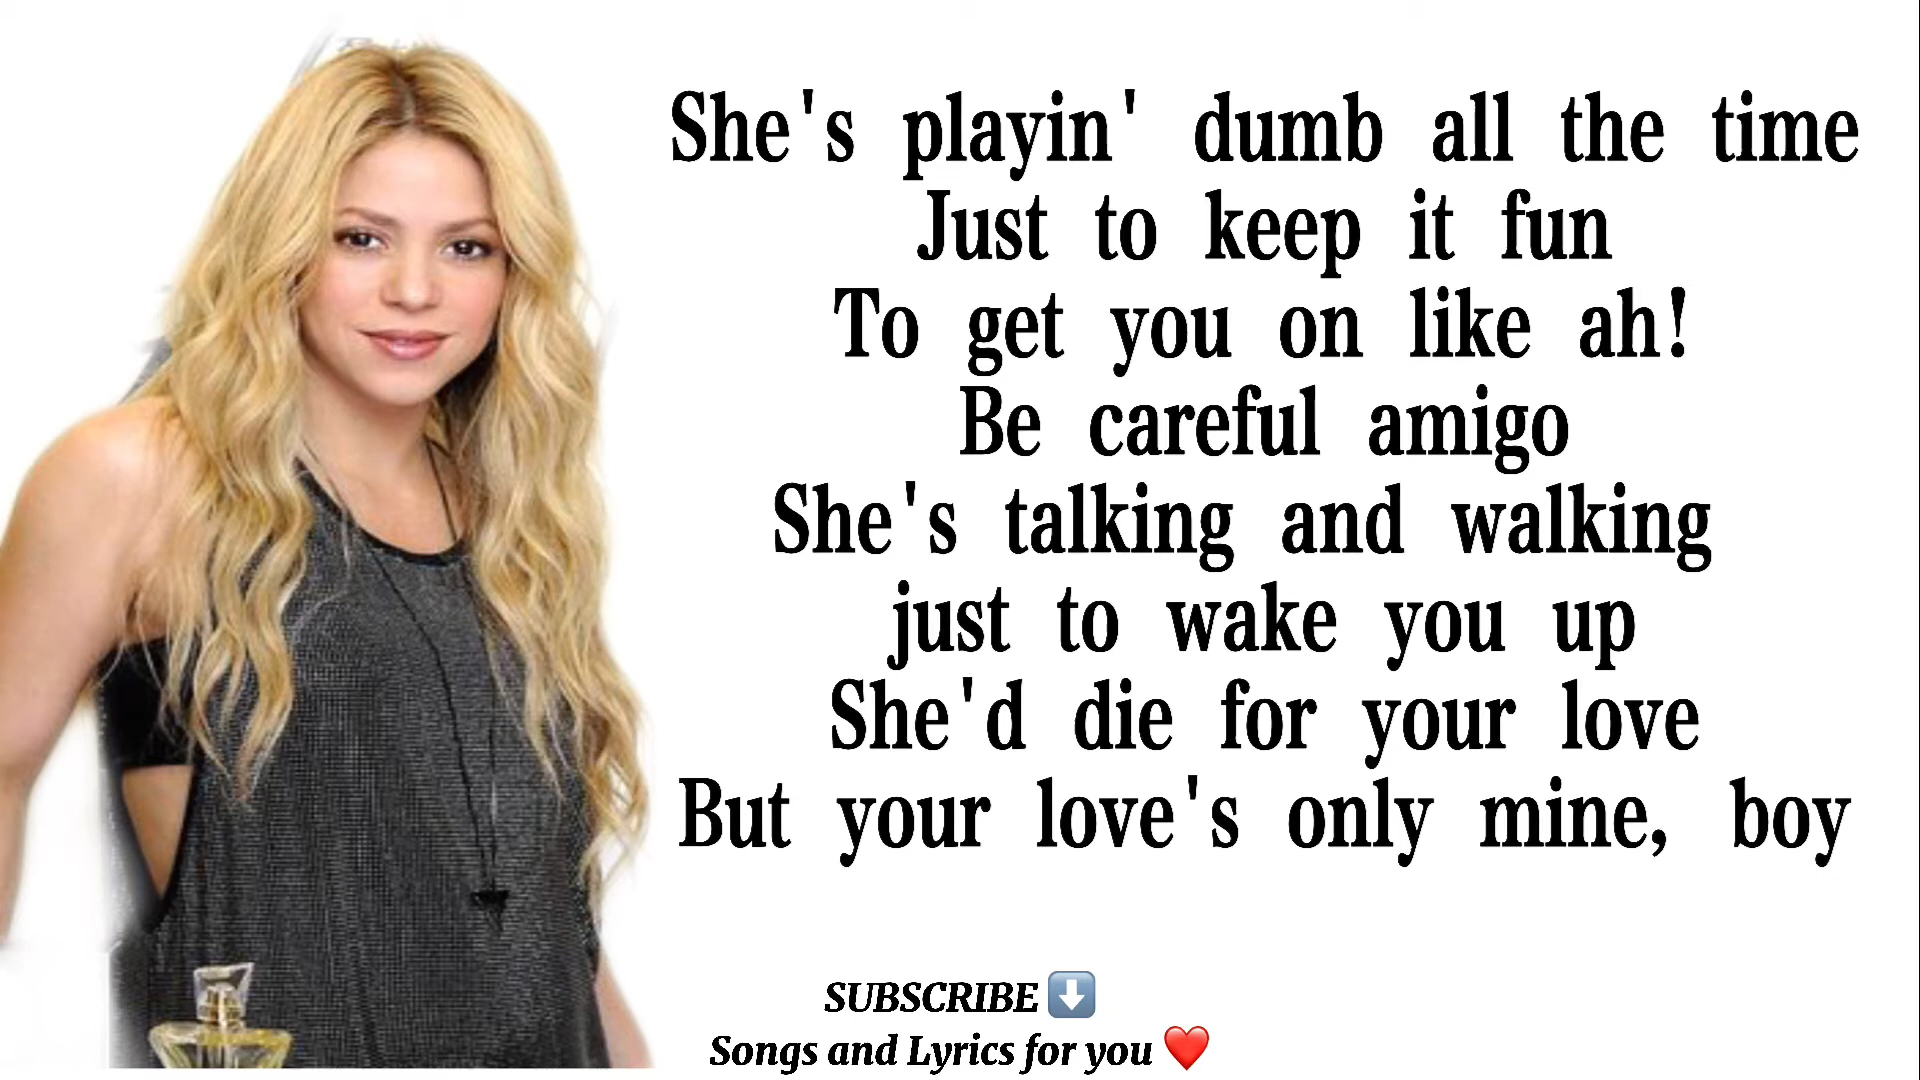 She's playin' dumb all the time
Just to keep it fun
To get you on like ah!
Be careful amigo
She's talking and walking
just to wake you up
She'd die for your love
But your love's only mine, boy
SUBSCRIBE ⬇️
Songs and Lyrics for you ❤️